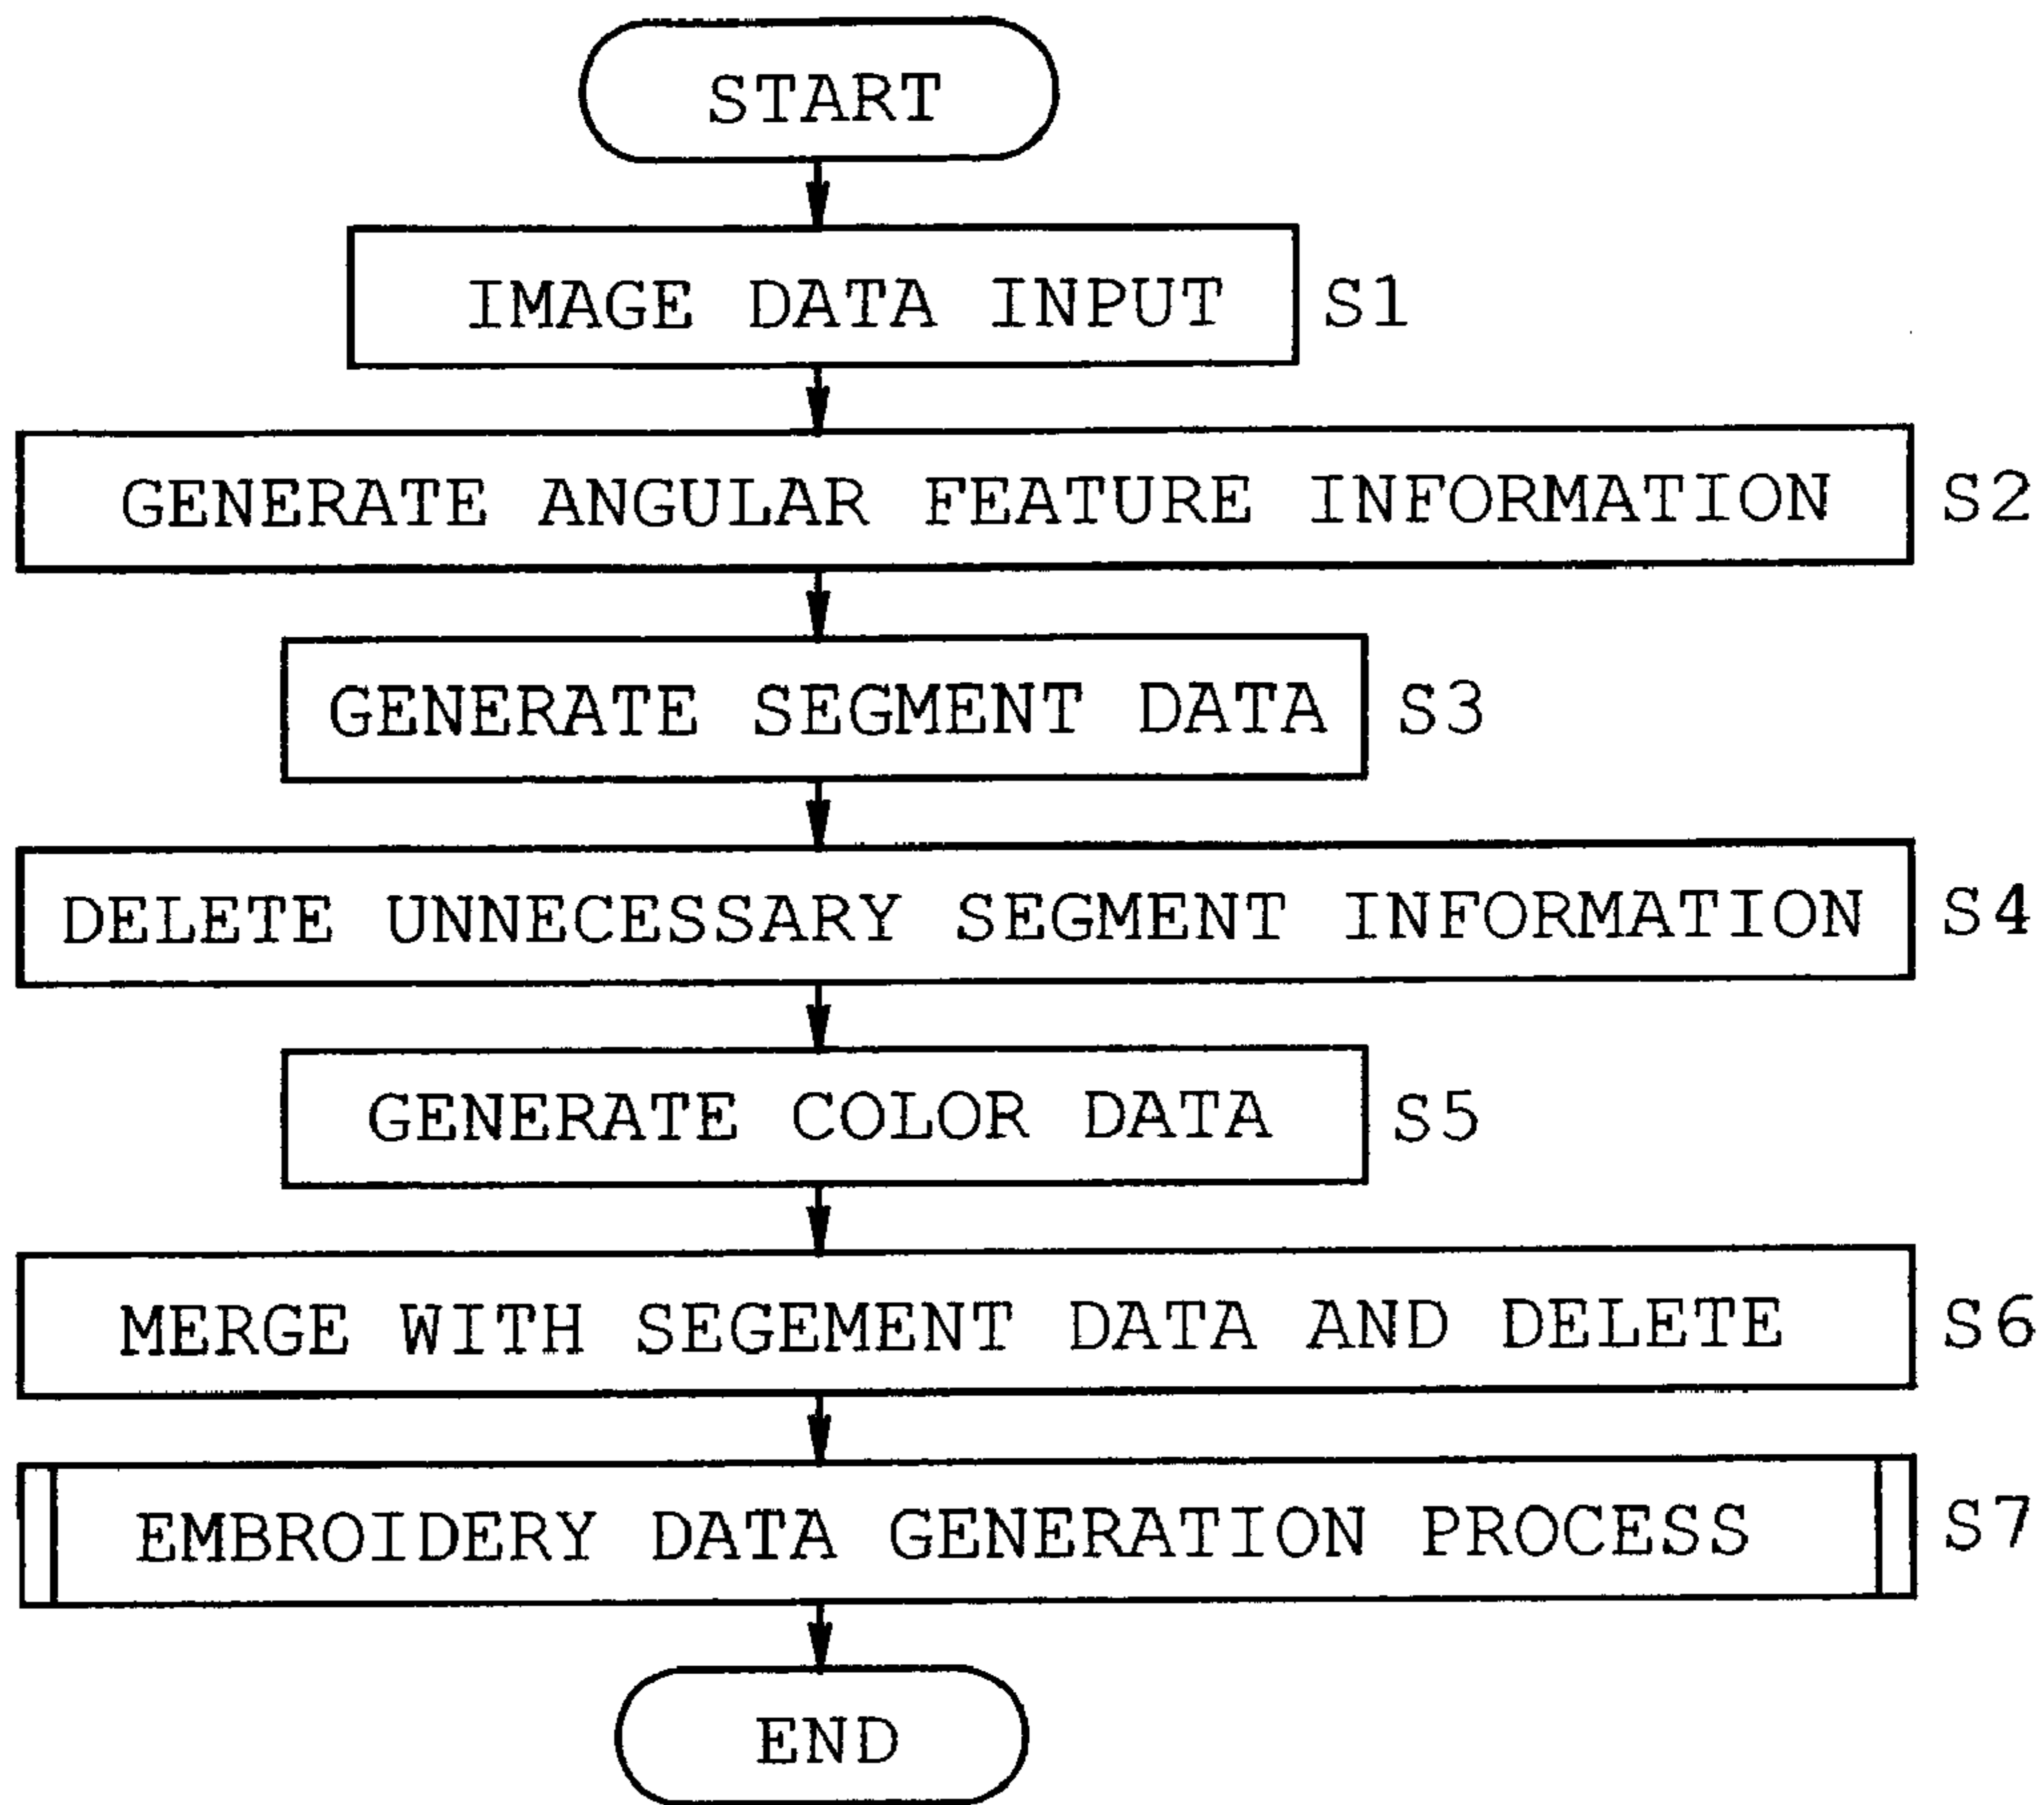 START
IMAGE DATA INPUT S1
GENERATE ANGULAR FEATURE INFORMATION S2
GENERATE SEGMENT DATA S3
DELETE UNNECESSARY SEGMENT INFORMATION S4
GENERATE COLOR DATA S5
MERGE WITH SEGEMENT DATA AND DELETE S6
EMBROIDERY DATA GENERATION PROCESS S7
END